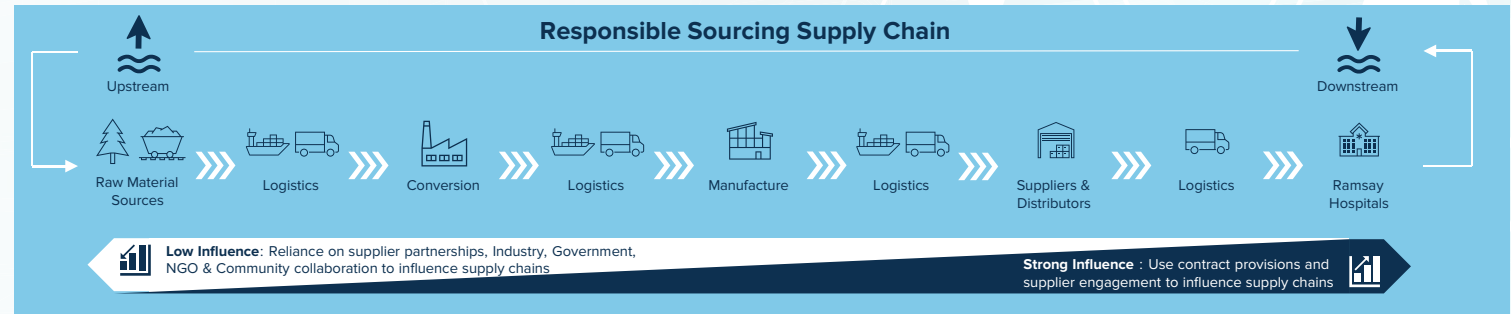 Responsible Sourcing Supply Chain
Upstream
Downstream
Raw Material
Sources
Logistics
Conversion
Logistics
Manufacture
Logistics
Suppliers &
Distributors
Logistics
Ramsay
Hospitals
Low Influence: Reliance on supplier partnerships, Industry, Government,
NGO & Community collaboration to influence supply chains
Strong Influence : Use contract provisions and
supplier engagement to influence supply chains